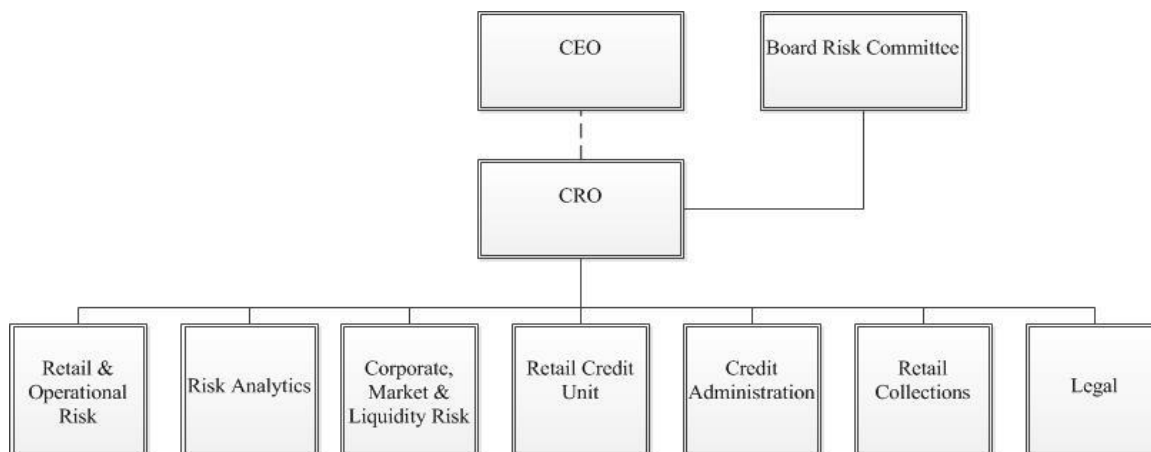 CEO
Board Risk Committee
CRO
Retail &
Operational
Risk
Risk Analytics
Corporate,
Market &
Liquidity Risk
Retail Credit
Unit
Credit
Administration
Retail
Collections
Legal